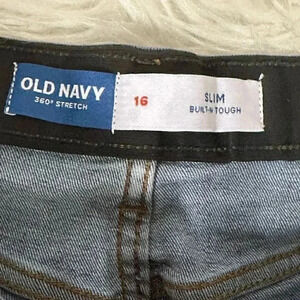 OLD NAVY
360° STRETCH
16
SLIM
BUILT-IN TOUGH